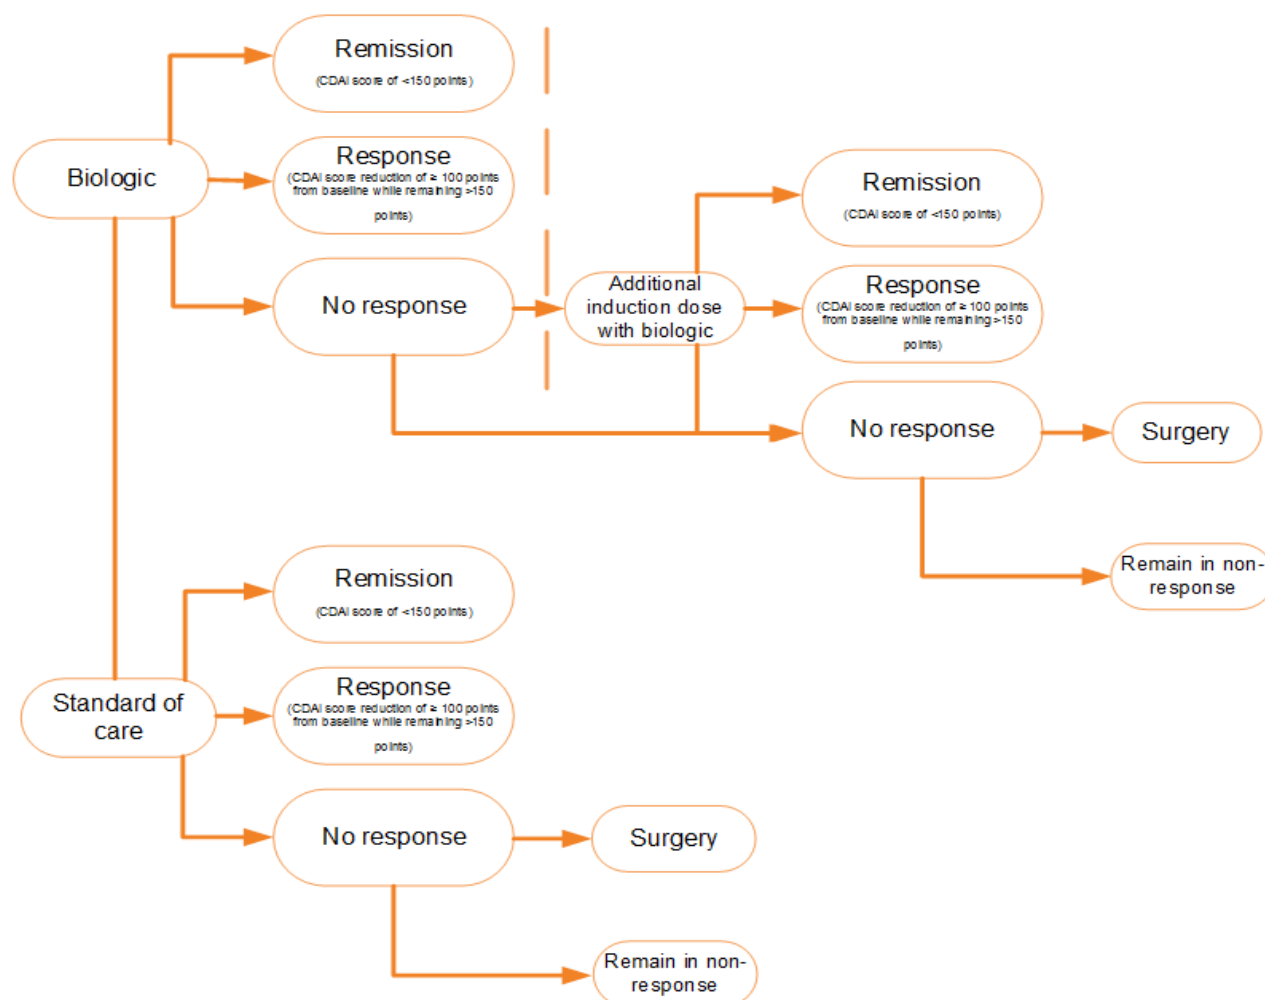 Remission
(CDAI score of <150 points)
Biologic
Response
(CDAI score reduction of ≥ 100 points
from baseline while remaining >150
points)
No response
Additional
induction dose
with biologic
Remission
(CDAI score of <150 points)
Response
(CDAI score reduction of ≥ 100 points
from baseline while remaining >150
points)
No response
Surgery
Remain in non-
response
Remission
(CDAI score of <150 points)
Standard of
care
Response
(CDAI score reduction of ≥ 100 points
from baseline while remaining >150
points)
No response
Surgery
Remain in non-
response